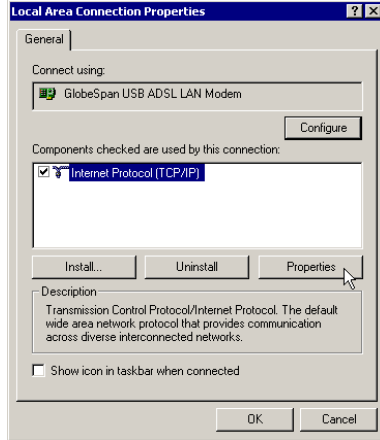 Local Area Connection Properties
General
Connect using:
GlobeSpan USB ADSL LAN Modem
Configure
Components checked are used by this connection:
Internet Protocol (TCP/IP)
Install...
Uninstall
Properties
Description
Transmission Control Protocol/Internet Protocol. The default
wide area network protocol that provides communication
across diverse interconnected networks.
Show icon in taskbar when connected
OK
Cancel